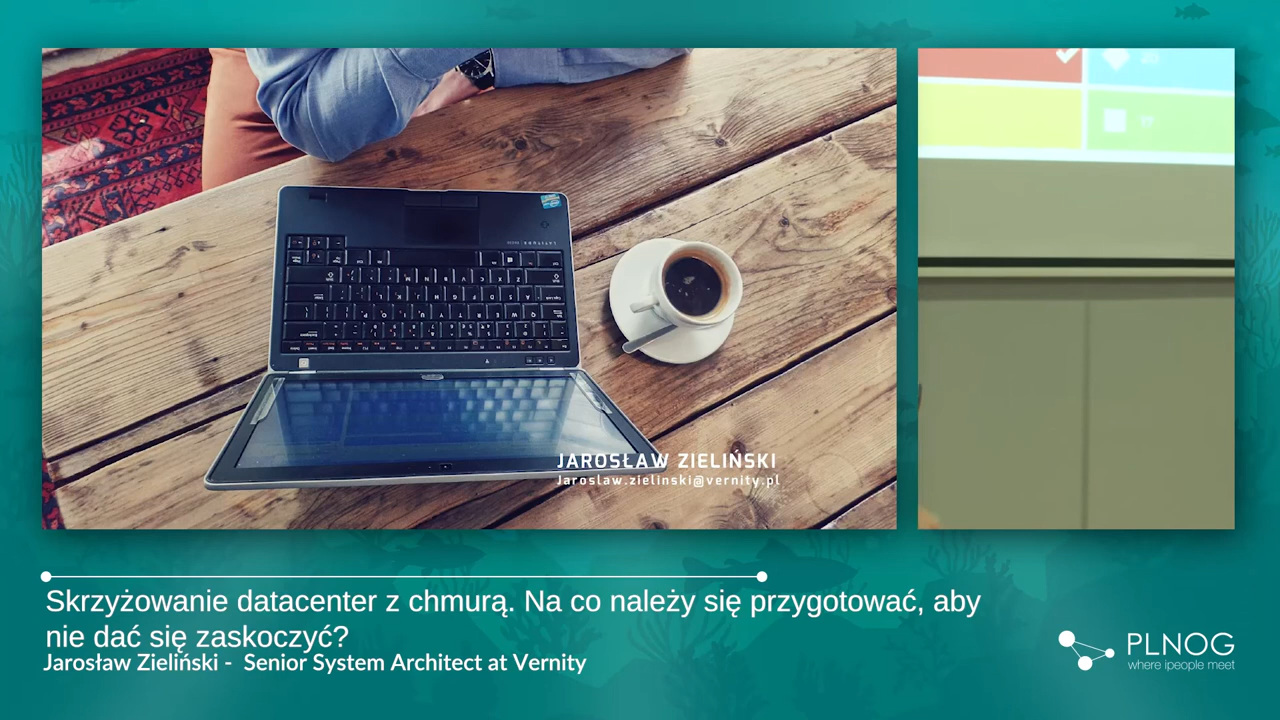 JAROSŁAW ZIELIŃSKI
Jaroslaw.zielinski@vernity.pl
Skrzyżowanie datacenter z chmurą. Na co należy się przygotować, aby
nie dać się zaskoczyć?
Jarosław Zieliński - Senior System Architect at Vernity
PLNOG
where ipeople meet